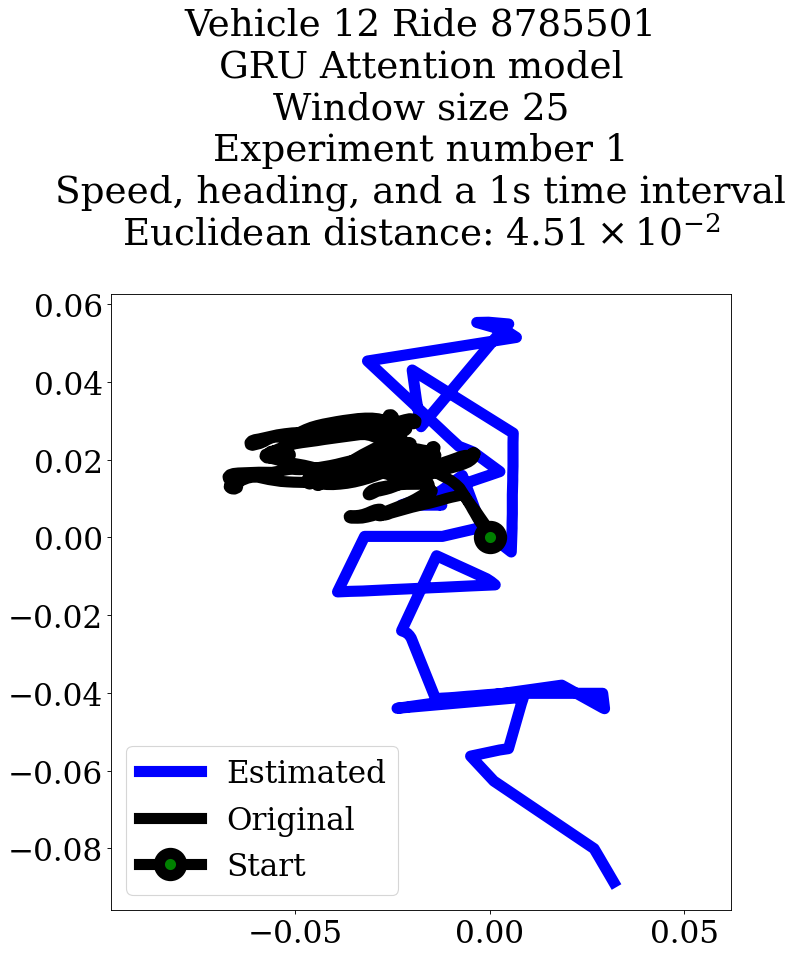 Vehicle 12 Ride 8785501
GRU Attention model
Window size 25
Experiment number 1
Speed, heading, and a 1s time interval
Euclidean distance: 4.51 × 10⁻²
0.06
0.04
0.02
0.00
−0.02
−0.04
−0.06
−0.08
Estimated
Original
Start
−0.05 0.00 0.05